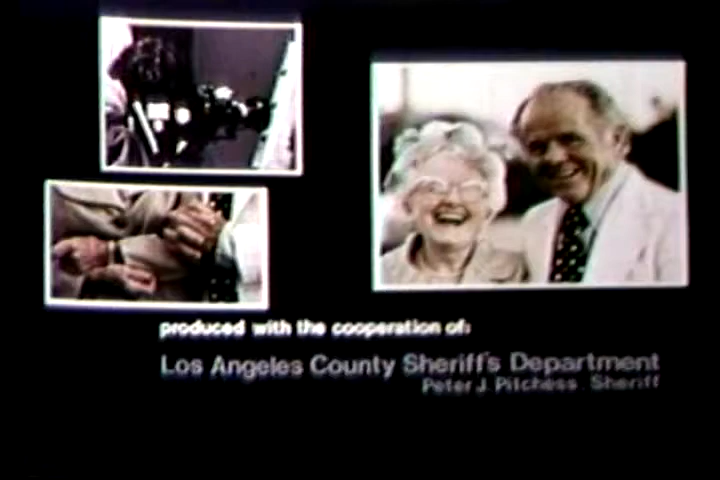 produced with the cooperation of:
Los Angeles County Sheriff's Department
Peter J. Pitchess Sheriff